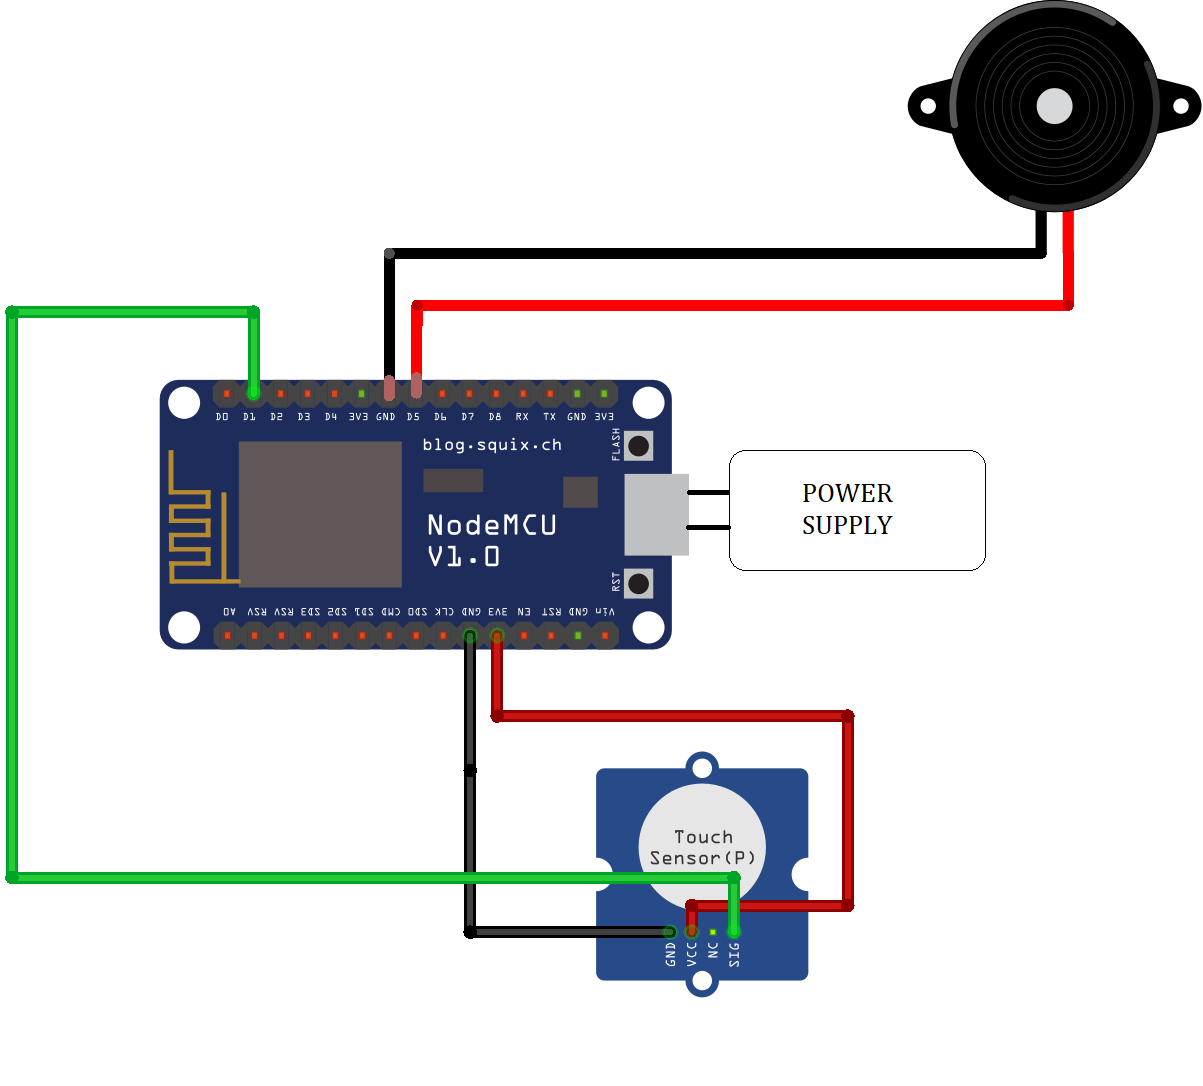 D0 D1 D2 D3 D4 3V3 GND D5 D6 D7 D8 RX TX GND 3V3
blog.squix.ch
FLASH
POWER
SUPPLY
NodeMCU
V1.0
RST
A0 RSV RSV SD3 SD2 SD1 CMD SD0 CLK GND 3V3 EN RST GND Vin
Touch
Sensor(P)
GND VCC NC SIG